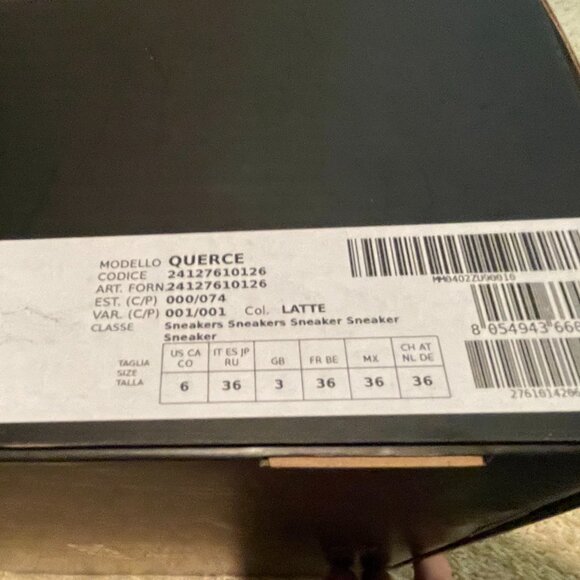 MODELLO QUERCE
CODICE 24127610126
ART. FORN. 24127610126
EST. (C/P) 000/074
VAR. (C/P) 001/001 Col. LATTE
CLASSE Sneakers Sneakers Sneaker Sneaker
Sneaker
TAGLIA
SIZE
TALLA
US CA CO IT ES JP RU GB FR BE MX CH AT NL DE
6 36 3 36 36 36
8 054943